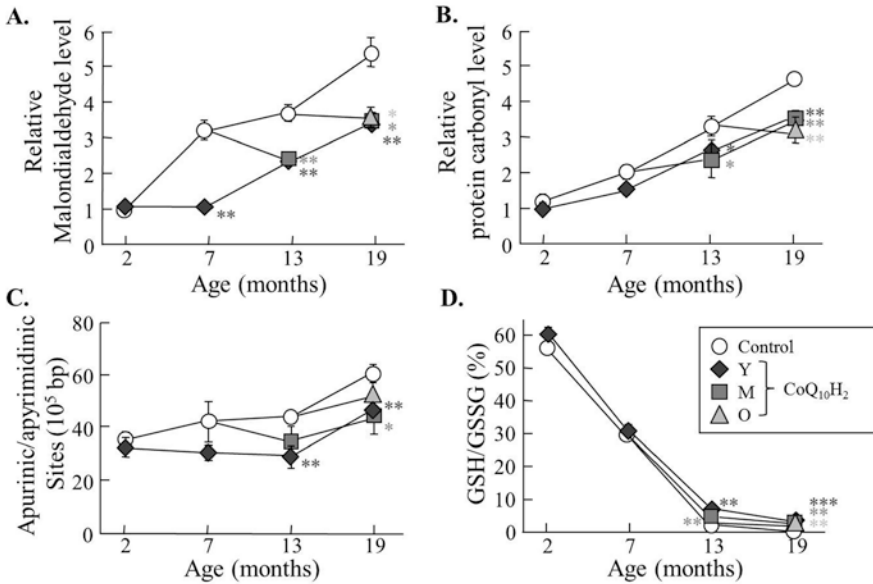 A.
Relative
Malondialdehyde level
6
5
4
3
2
1
0
*
*
**
**
**
**
2 7 13 19
Age (months)
B.
Relative
protein carbonyl level
6
5
4
3
2
1
0
**
**
**
*
*
2 7 13 19
Age (months)
C.
Apurinic/apyrimidinic
Sites (10⁵ bp)
80
60
40
20
0
**
*
**
2 7 13 19
Age (months)
D.
GSH/GSSG (%)
60
50
40
30
20
10
0
Control
Y
M CoQ₁₀H₂
O
**
**
***
**
**
2 7 13 19
Age (months)